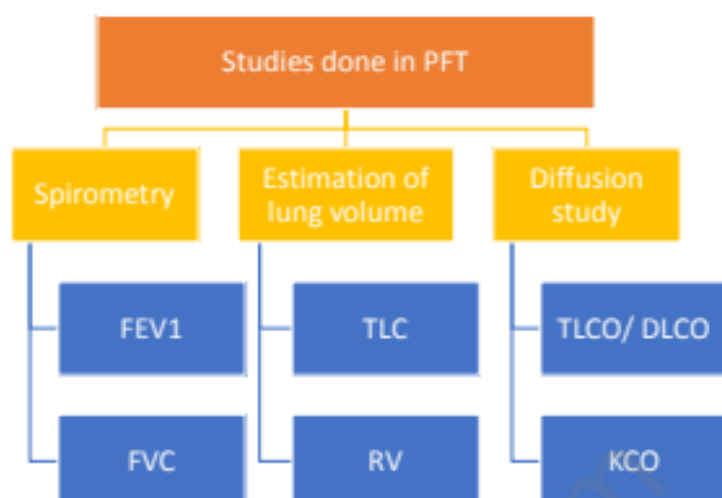 Studies done in PFT
Spirometry
Estimation of
lung volume
Diffusion
study
FEV1
TLC
TLCO/ DLCO
FVC
RV
KCO